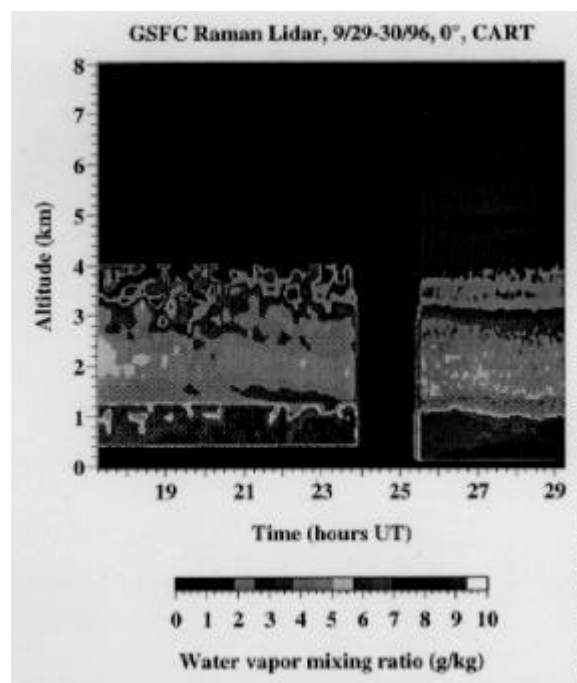 GSFC Raman Lidar, 9/29-30/96, 0°, CART
8
7
6
5
4
3
2
1
0
Altitude (km)
19 21 23 25 27 29
Time (hours UT)
0 1 2 3 4 5 6 7 8 9 10
Water vapor mixing ratio (g/kg)